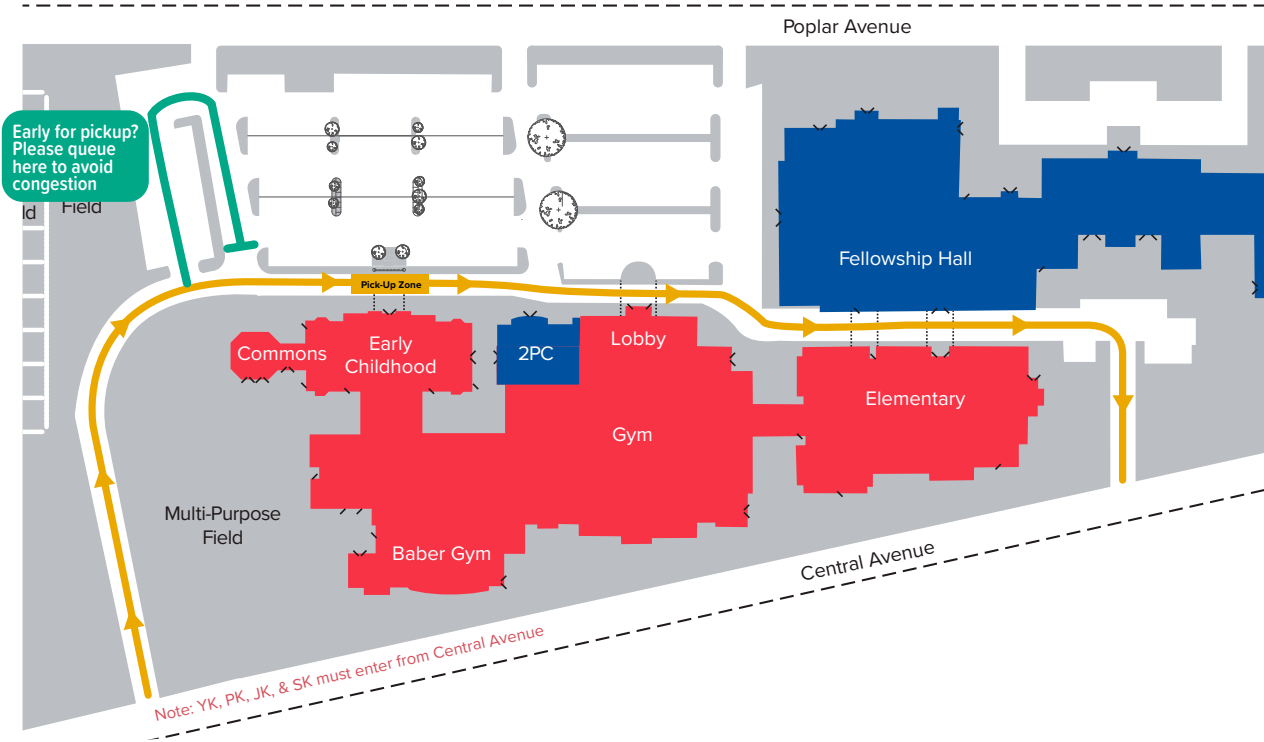 Poplar Avenue
Early for pickup?
Please queue
here to avoid
congestion
ld
Field
Fellowship Hall
Pick-Up Zone
Commons
Early
Childhood
2PC
Lobby
Elementary
Gym
Multi-Purpose
Field
Baber Gym
Central Avenue
Note: YK, PK, JK, & SK must enter from Central Avenue